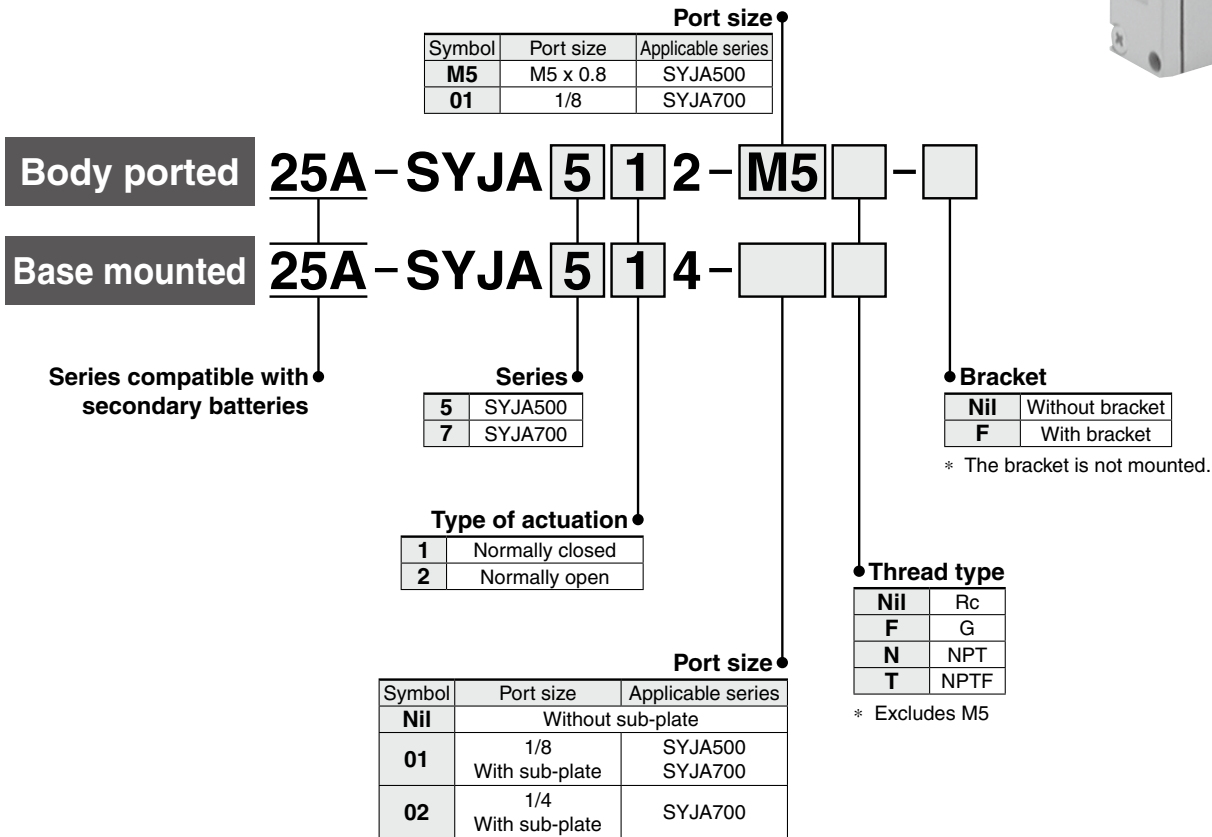 Port size
Symbol Port size Applicable series
M5 M5 x 0.8 SYJA500
01 1/8 SYJA700
Body ported 25A-SYJA 5 1 2-M5 -
Base mounted 25A-SYJA 5 1 4-
Series compatible with
secondary batteries
Series
5 SYJA500
7 SYJA700
Bracket
Nil Without bracket
F With bracket
* The bracket is not mounted.
Type of actuation
1 Normally closed
2 Normally open
Thread type
Nil Rc
F G
N NPT
T NPTF
* Excludes M5
Port size
Symbol Port size Applicable series
Nil Without sub-plate
01 1/8 SYJA500
With sub-plate SYJA700
02 1/4 SYJA700
With sub-plate